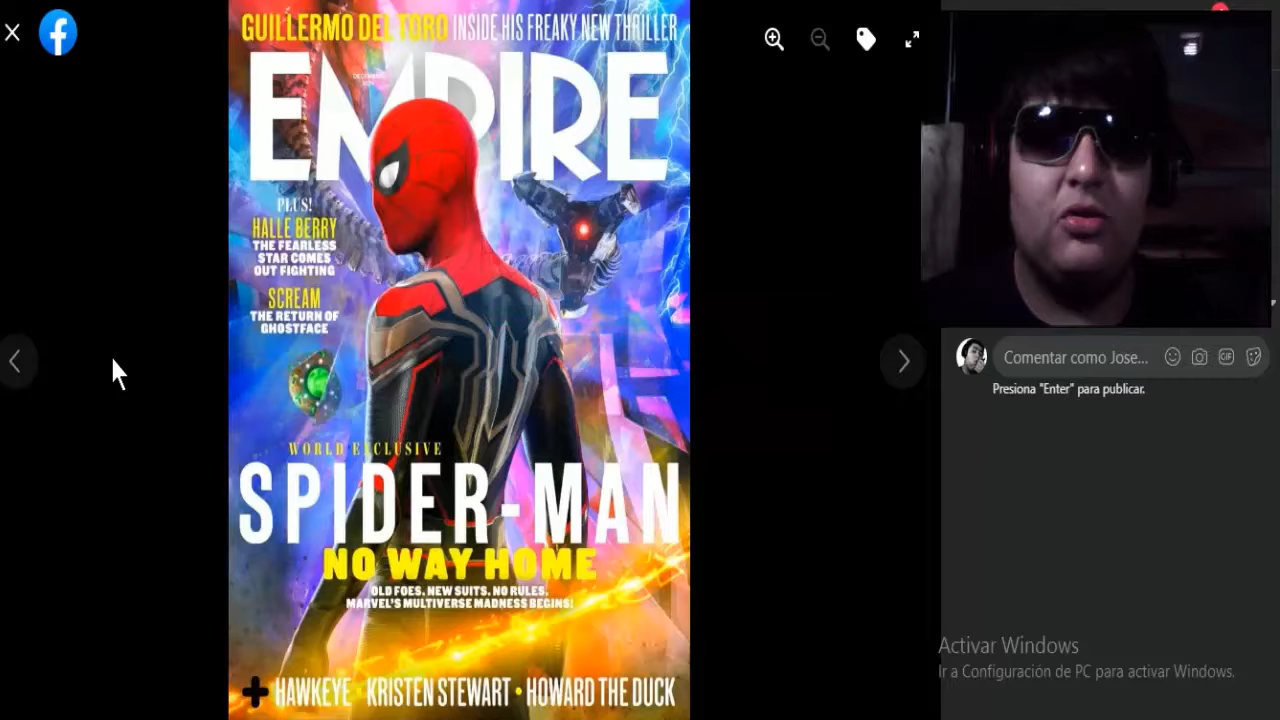 GUILLERMO DEL TORO INSIDE HIS FREAKY NEW THRILLER
EMPIRE
PLUS!
HALLE BERRY
THE FEARLESS
STAR COMES
OUT FIGHTING
SCREAM
THE RETURN OF
GHOSTFACE
WORLD EXCLUSIVE
SPIDER-MAN
NO WAY HOME
OLD FOES. NEW SUITS. NO RULES.
MARVEL'S MULTIVERSE MADNESS BEGINS!
+ HAWKEYE • KRISTEN STEWART • HOWARD THE DUCK
Comentar como Jose...
GIF
Presiona "Enter" para publicar.
Activar Windows
Ir a Configuración de PC para activar Windows.